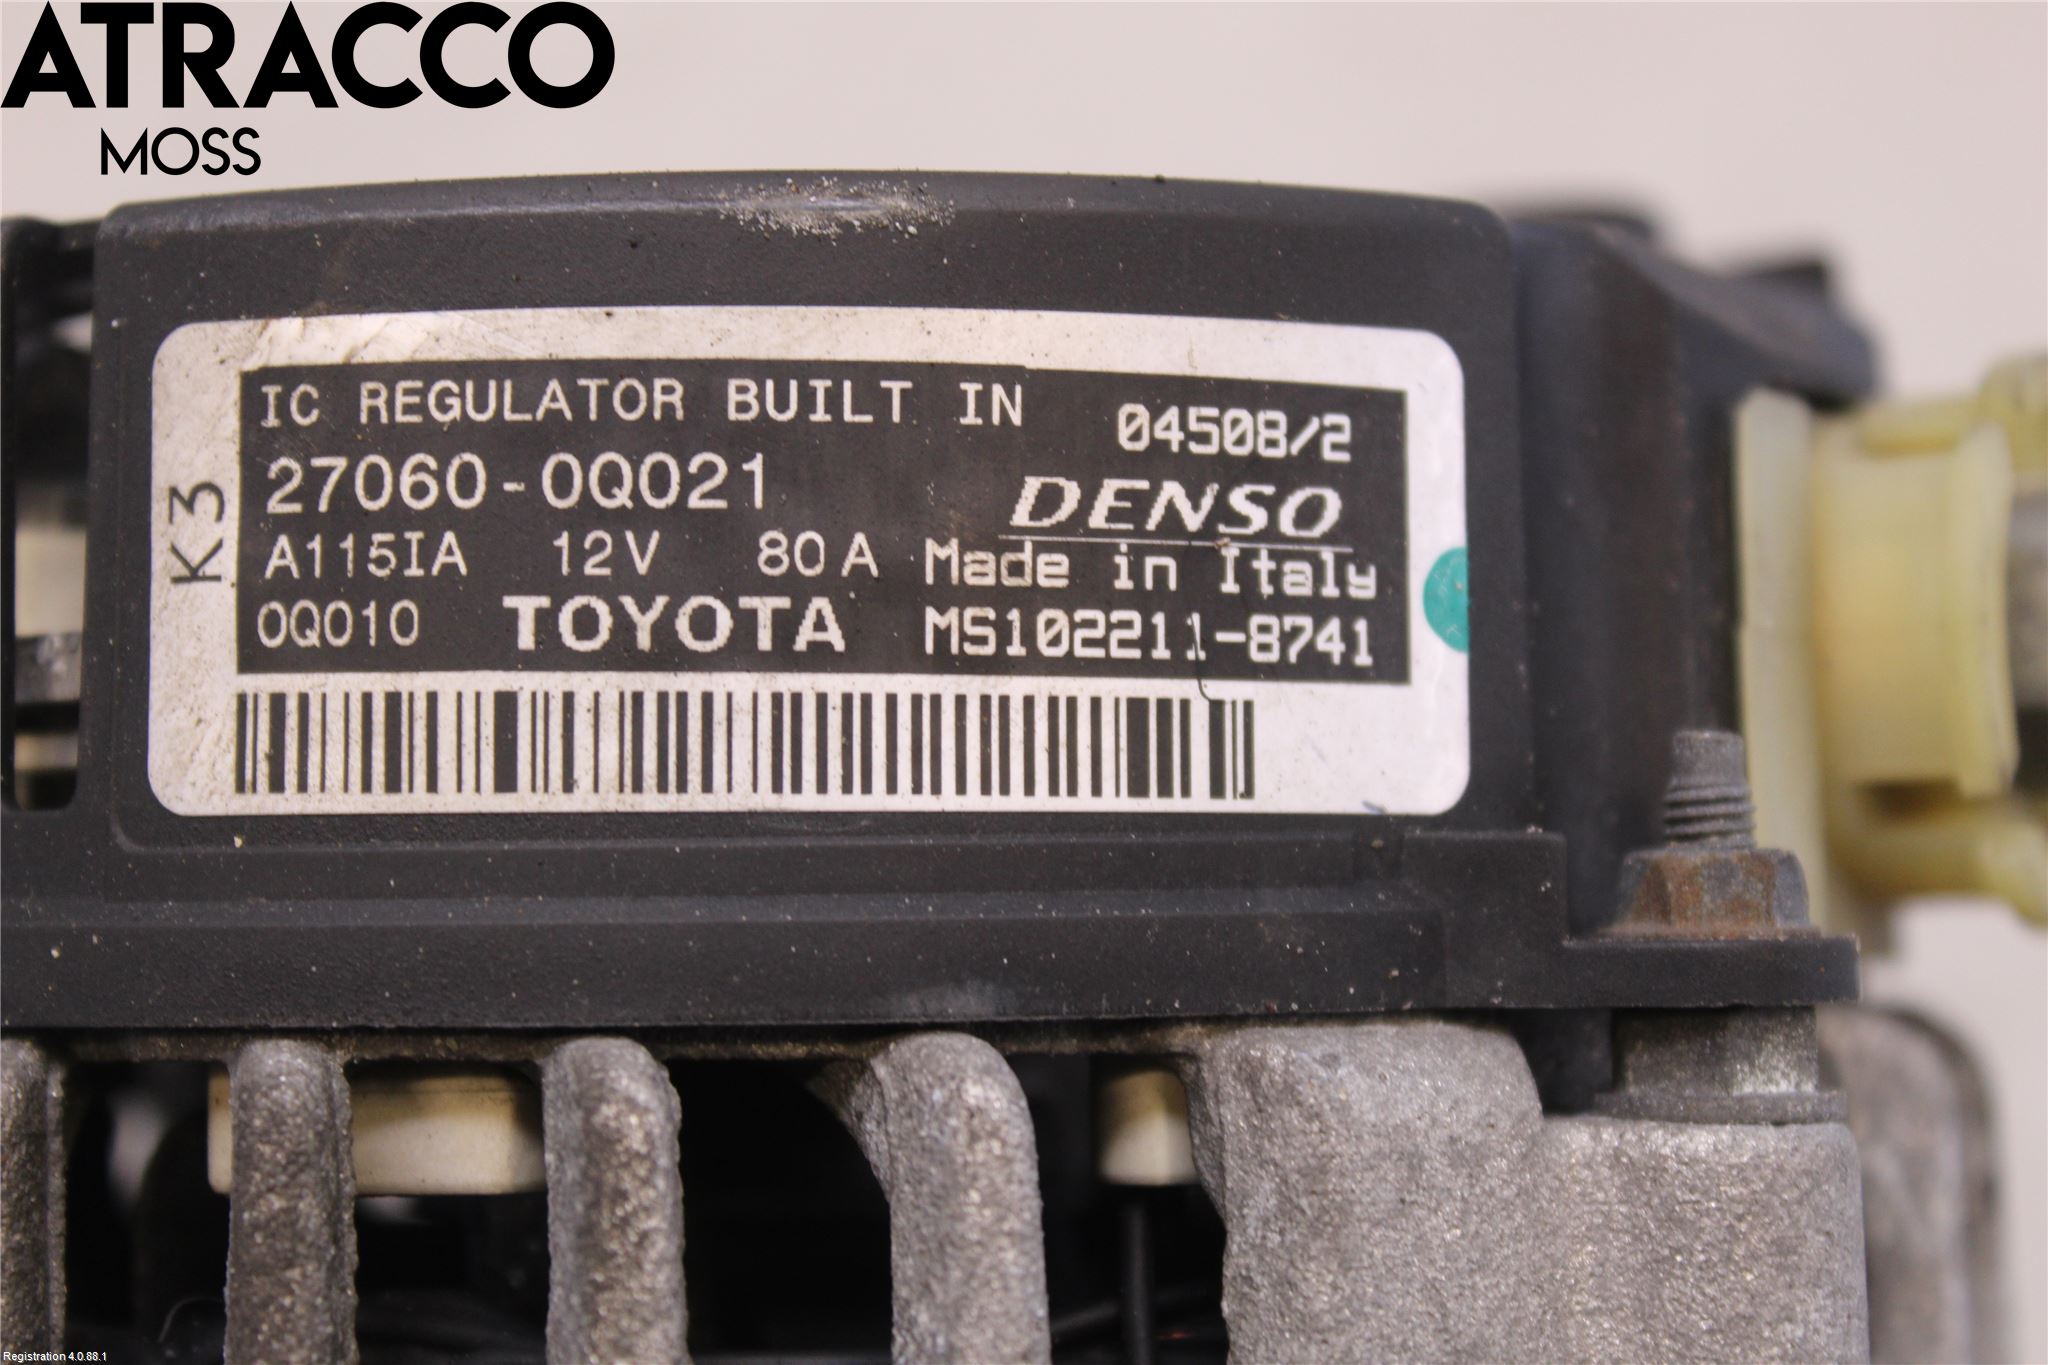 ATRACCO
MOSS
IC REGULATOR BUILT IN 04508/2
27060-0Q021 DENSO
A115IA 12V 80A Made in Italy
0Q010 TOYOTA MS102211-8741
K3
Registration 4.0.88.1